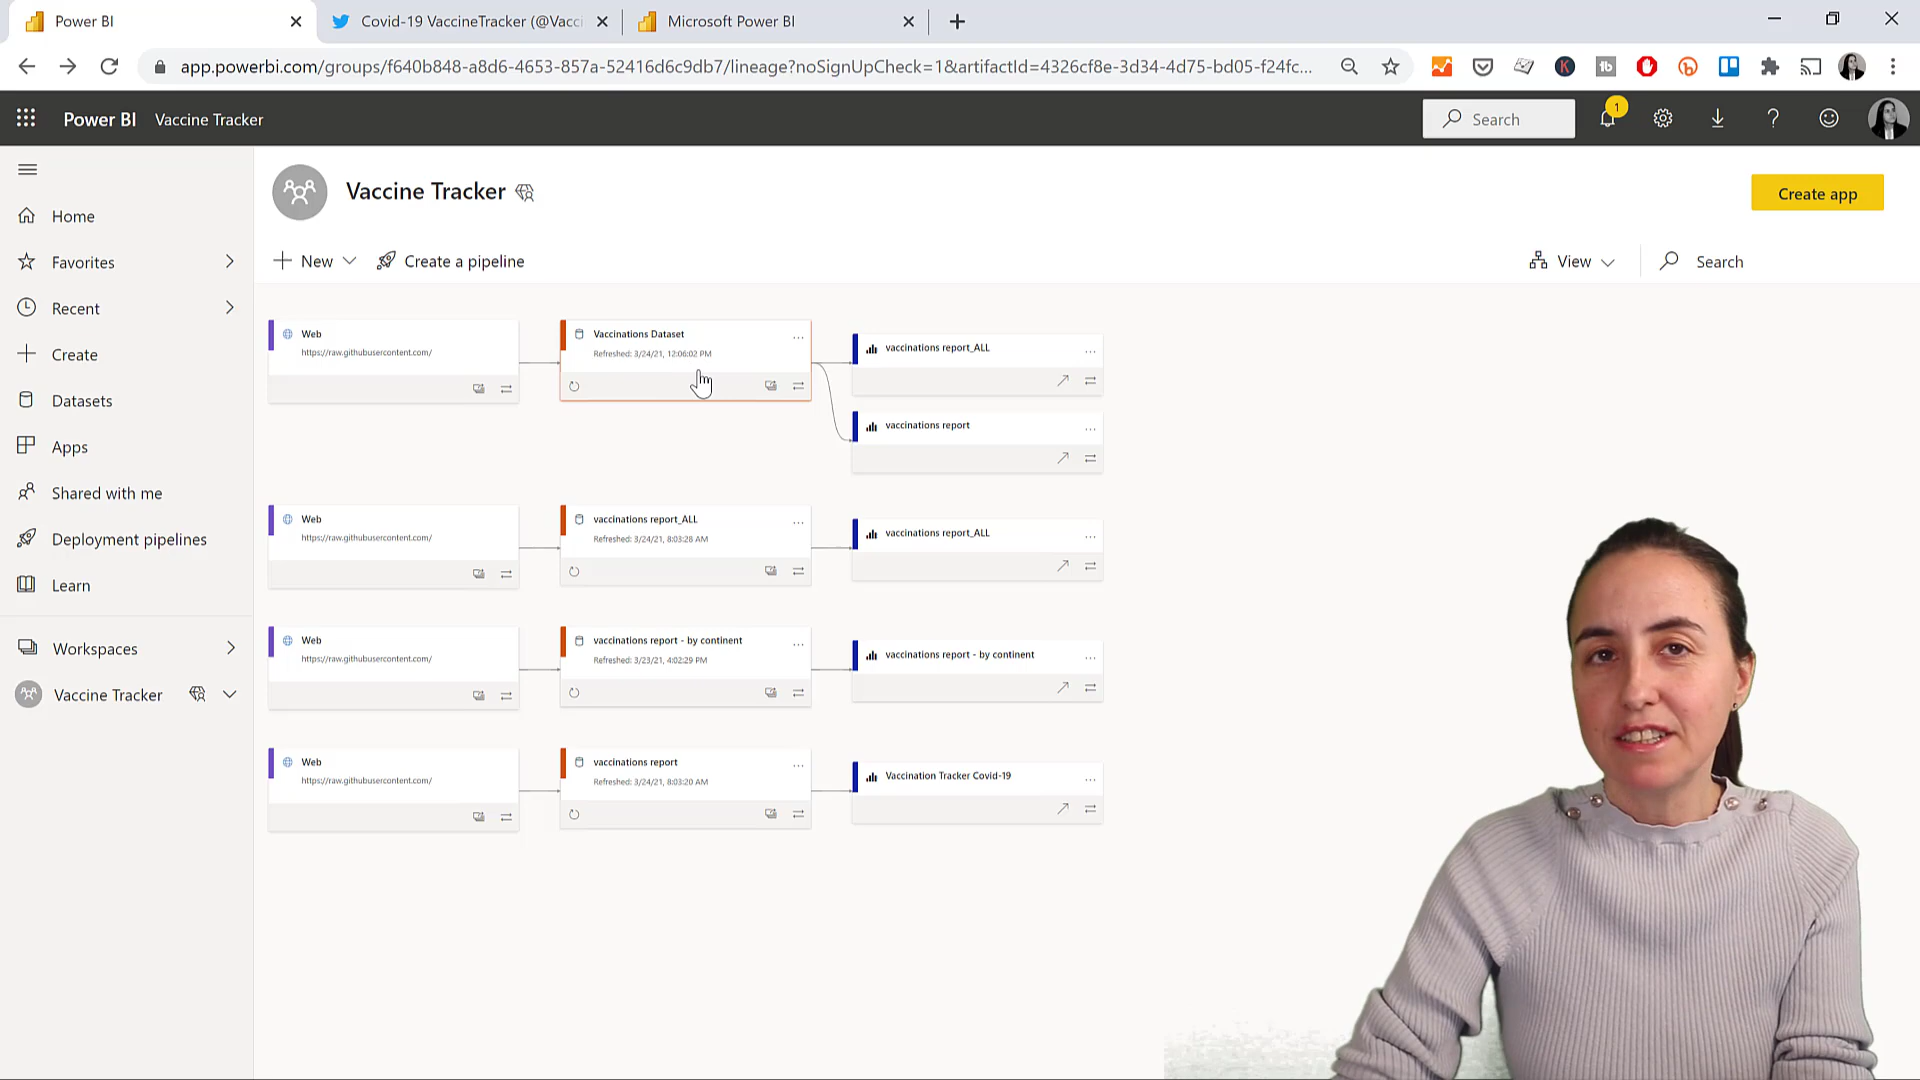 Power BI
Covid-19 VaccineTracker (@Vacci
Microsoft Power BI
app.powerbi.com/groups/f640b848-a8d6-4653-857a-52416d6c9db7/lineage?noSignUpCheck=1&artifactId=4326cf8e-3d34-4d75-bd05-f24fc...
Power BI Vaccine Tracker
Search
1
Vaccine Tracker
Create app
New
Create a pipeline
View
Search
Home
Favorites
Recent
Create
Datasets
Apps
Shared with me
Deployment pipelines
Learn
Workspaces
Vaccine Tracker
Web
https://raw.githubusercontent.com/
Vaccinations Dataset
Refreshed: 3/24/21, 12:06:02 PM
vaccinations report_ALL
vaccinations report
Web
https://raw.githubusercontent.com/
vaccinations report_ALL
Refreshed: 3/24/21, 8:03:28 AM
vaccinations report_ALL
Web
https://raw.githubusercontent.com/
vaccinations report - by continent
Refreshed: 3/23/21, 4:02:29 PM
vaccinations report - by continent
Web
https://raw.githubusercontent.com/
vaccinations report
Refreshed: 3/24/21, 8:03:20 AM
Vaccination Tracker Covid-19